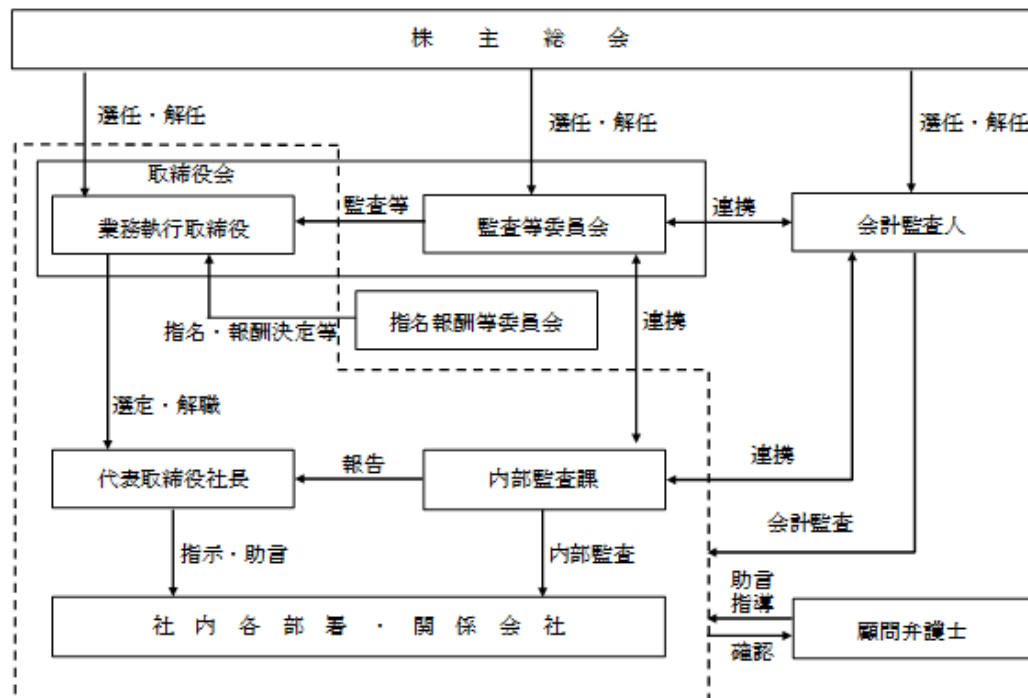 株主総会
選任・解任
選任・解任
選任・解任
取締役会
業務執行取締役
監査等
監査等委員会
連携
会計監査人
指名・報酬決定等
指名報酬等委員会
連携
選定・解職
代表取締役社長
報告
内部監査課
連携
会計監査
指示・助言
内部監査
助言
指導
社内各部署・関係会社
顧問弁護士
確認